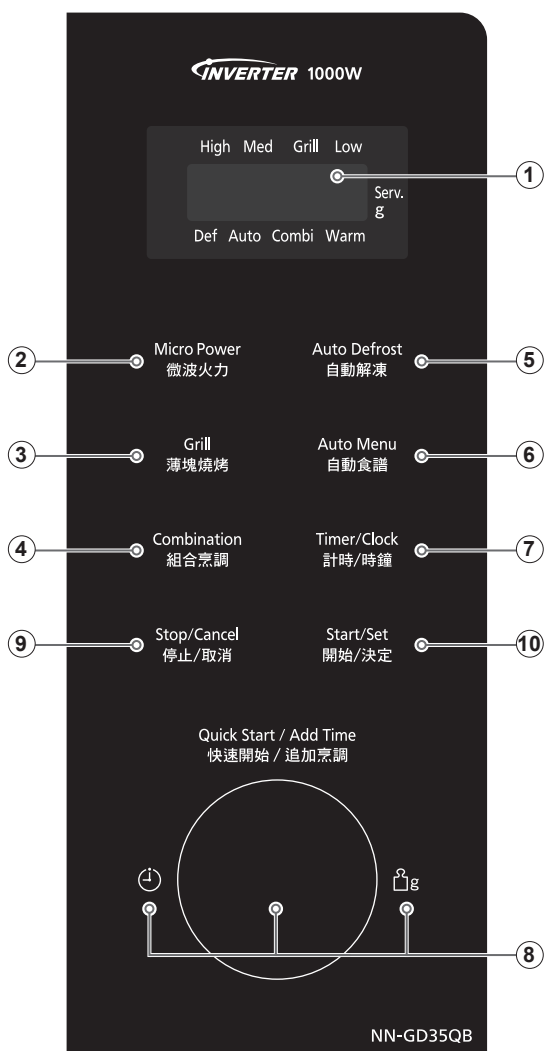 INVERTER 1000W
High Med Grill Low
1
Serv.
g
Def Auto Combi Warm
2
Micro Power
微波火力
Auto Defrost
自動解凍
5
3
Grill
薄塊燒烤
Auto Menu
自動食譜
6
4
Combination
組合烹調
Timer/Clock
計時/時鐘
7
9
Stop/Cancel
停止/取消
Start/Set
開始/決定
10
Quick Start / Add Time
快速開始 / 追加烹調
g
8
NN-GD35QB